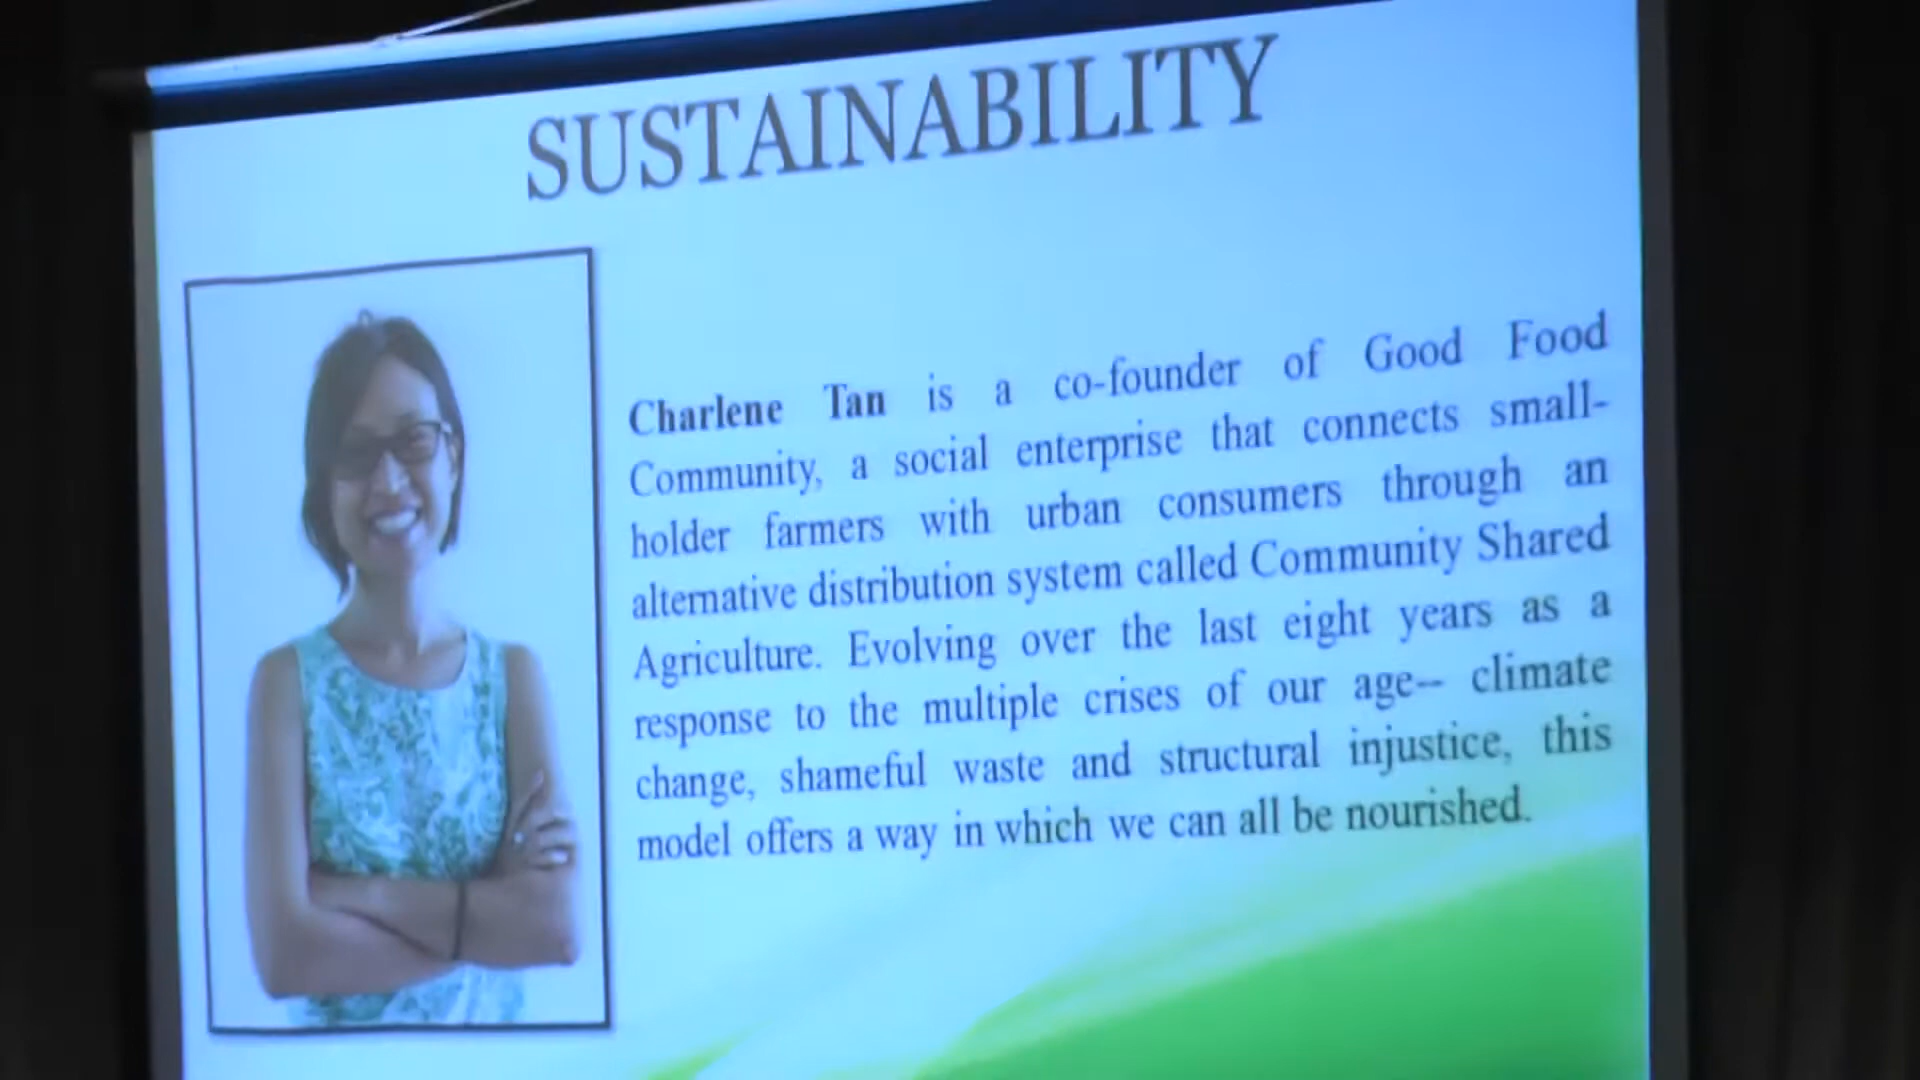 SUSTAINABILITY
Charlene Tan is a co-founder of Good Food
Community, a social enterprise that connects small-
holder farmers with urban consumers through an
alternative distribution system called Community Shared
Agriculture. Evolving over the last eight years as a
response to the multiple crises of our age-- climate
change, shameful waste and structural injustice, this
model offers a way in which we can all be nourished.